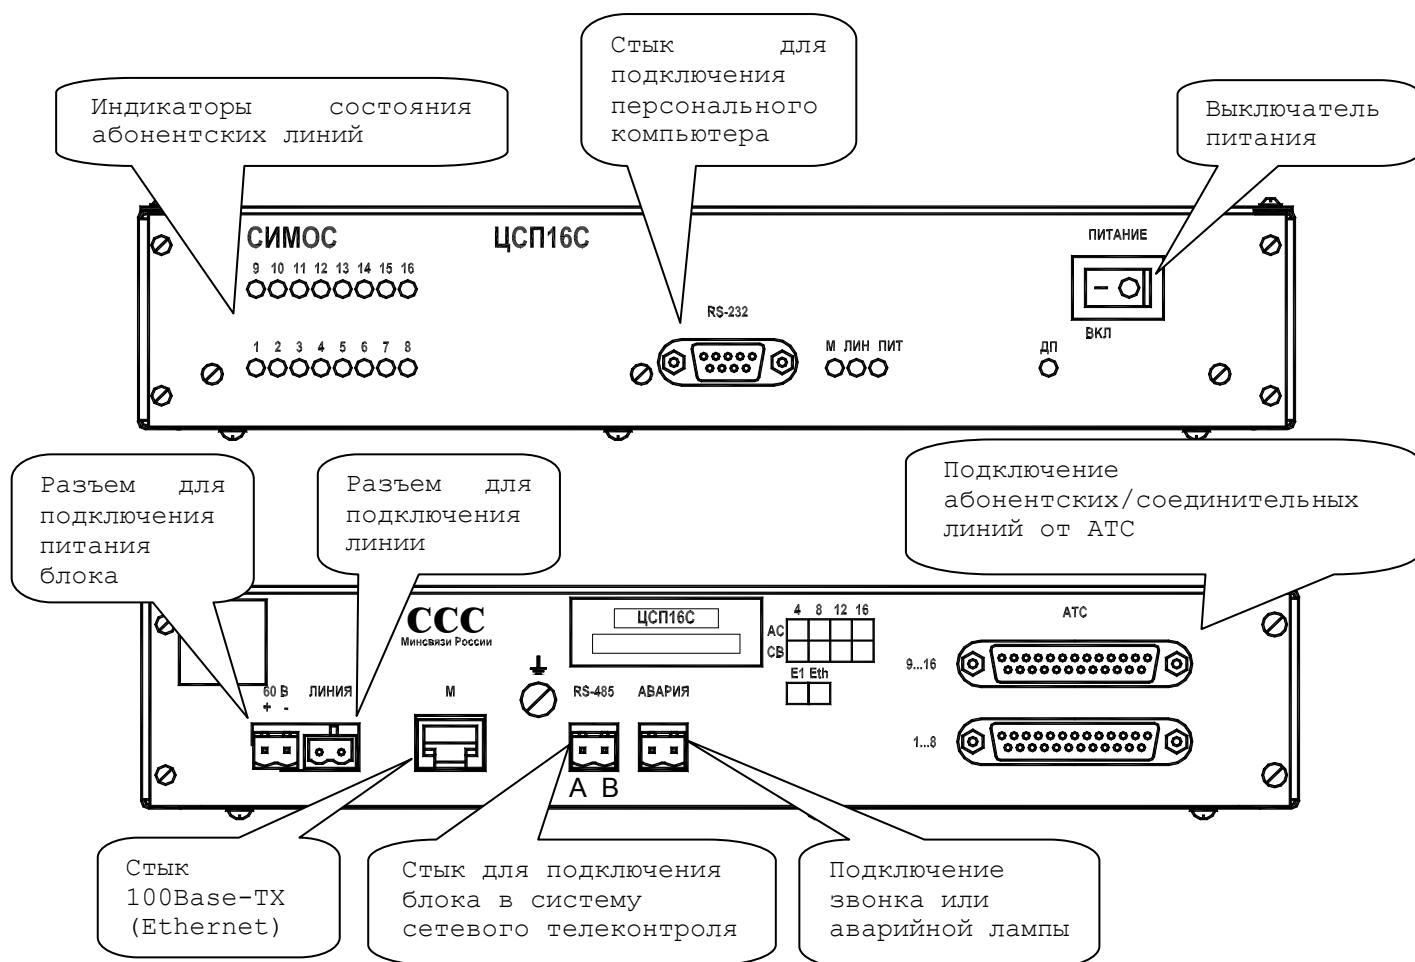 Индикаторы состояния
абонентских линий
Стык для
подключения
персонального
компьютера
Выключатель
питания
СИМОС
ЦСП16С
ПИТАНИЕ
9 10 11 12 13 14 15 16
RS-232
ВКЛ
1 2 3 4 5 6 7 8
М ЛИН ПИТ
ДП
Разъем для
подключения
питания
блока
Разъем для
подключения
линии
Подключение
абонентских/соединительных
линий от АТС
ССС
Минсвязи России
ЦСП16С
4 8 12 16
АС
СВ
E1 Eth
АТС
9...16
1...8
60 В
+ -
ЛИНИЯ
М
RS-485
АВАРИЯ
A B
Стык
100Base-TX
(Ethernet)
Стык для подключения
блока в систему
сетевого телеконтроля
Подключение
звонка или
аварийной лампы